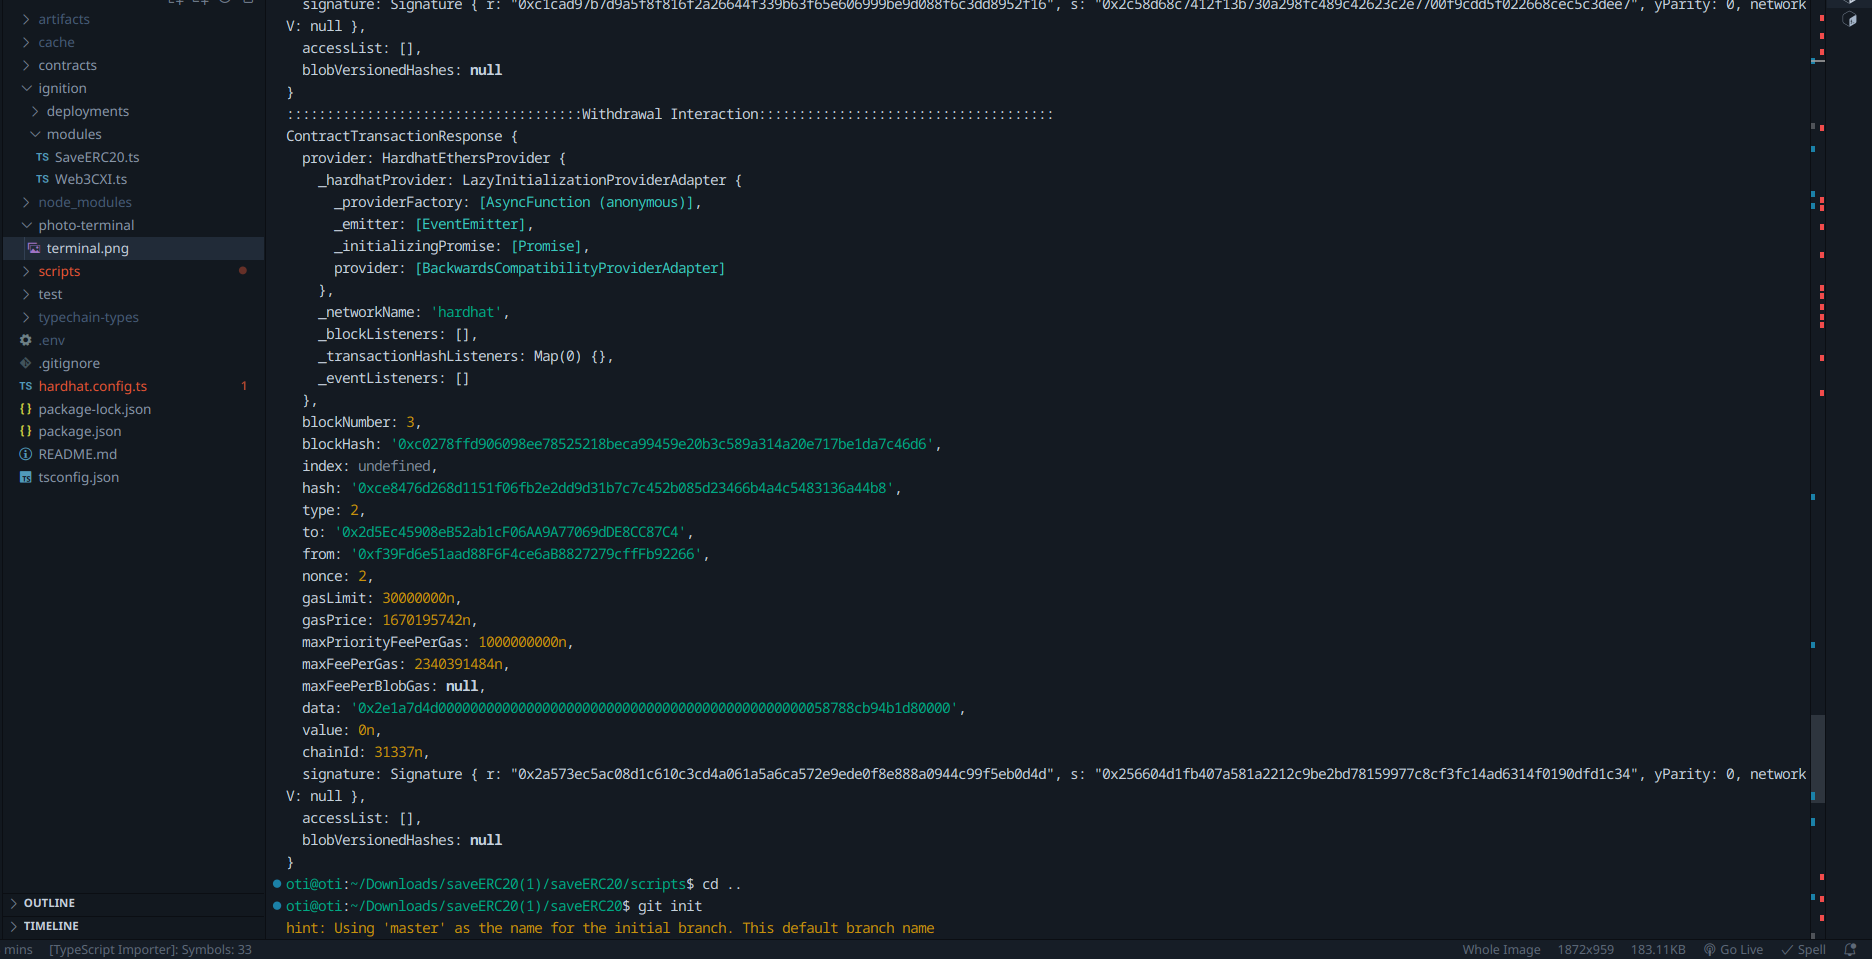 artifacts
cache
contracts
ignition
deployments
modules
TS SaveERC20.ts
TS Web3CXI.ts
node_modules
photo-terminal
terminal.png
scripts
test
typechain-types
.env
.gitignore
TS hardhat.config.ts 1
{} package-lock.json
{} package.json
README.md
TS tsconfig.json
OUTLINE
TIMELINE
signature: Signature { r: "0xc1cad97b7d9a5f8f816f2a26644f339b63f65e606999be9d088f6c3dd8952f16", s: "0x2c58d68c7412f13b730a298fc489c42623c2e7700f9cdd5f022668cec5c3dee7", yParity: 0, network
V: null },
accessList: [],
blobVersionedHashes: null
}
:::::::::::::::::::::::::::::::::::::Withdrawal Interaction:::::::::::::::::::::::::::::::::::::
ContractTransactionResponse {
provider: HardhatEthersProvider {
_hardhatProvider: LazyInitializationProviderAdapter {
_providerFactory: [AsyncFunction (anonymous)],
_emitter: [EventEmitter],
_initializingPromise: [Promise],
provider: [BackwardsCompatibilityProviderAdapter]
},
_networkName: 'hardhat',
_blockListeners: [],
_transactionHashListeners: Map(0) {},
_eventListeners: []
},
blockNumber: 3,
blockHash: '0xc0278ffd906098ee78525218beca99459e20b3c589a314a20e717be1da7c46d6',
index: undefined,
hash: '0xce8476d268d1151f06fb2e2dd9d31b7c7c452b085d23466b4a4c5483136a44b8',
type: 2,
to: '0x2d5Ec45908eB52ab1cF06AA9A77069dDE8CC87C4',
from: '0xf39Fd6e51aad88F6F4ce6aB8827279cffFb92266',
nonce: 2,
gasLimit: 30000000n,
gasPrice: 1670195742n,
maxPriorityFeePerGas: 1000000000n,
maxFeePerGas: 2340391484n,
maxFeePerBlobGas: null,
data: '0x2e1a7d4d0000000000000000000000000000000000000000000000058788cb94b1d80000',
value: 0n,
chainId: 31337n,
signature: Signature { r: "0x2a573ec5ac08d1c610c3cd4a061a5a6ca572e9ede0f8e888a0944c99f5eb0d4d", s: "0x256604d1fb407a581a2212c9be2bd78159977c8cf3fc14ad6314f0190dfd1c34", yParity: 0, network
V: null },
accessList: [],
blobVersionedHashes: null
}
oti@oti:~/Downloads/saveERC20(1)/saveERC20/scripts$ cd ..
oti@oti:~/Downloads/saveERC20(1)/saveERC20$ git init
hint: Using 'master' as the name for the initial branch. This default branch name
mins [TypeScript Importer]: Symbols: 33 Whole Image 1872x959 183.11KB Go Live Spell